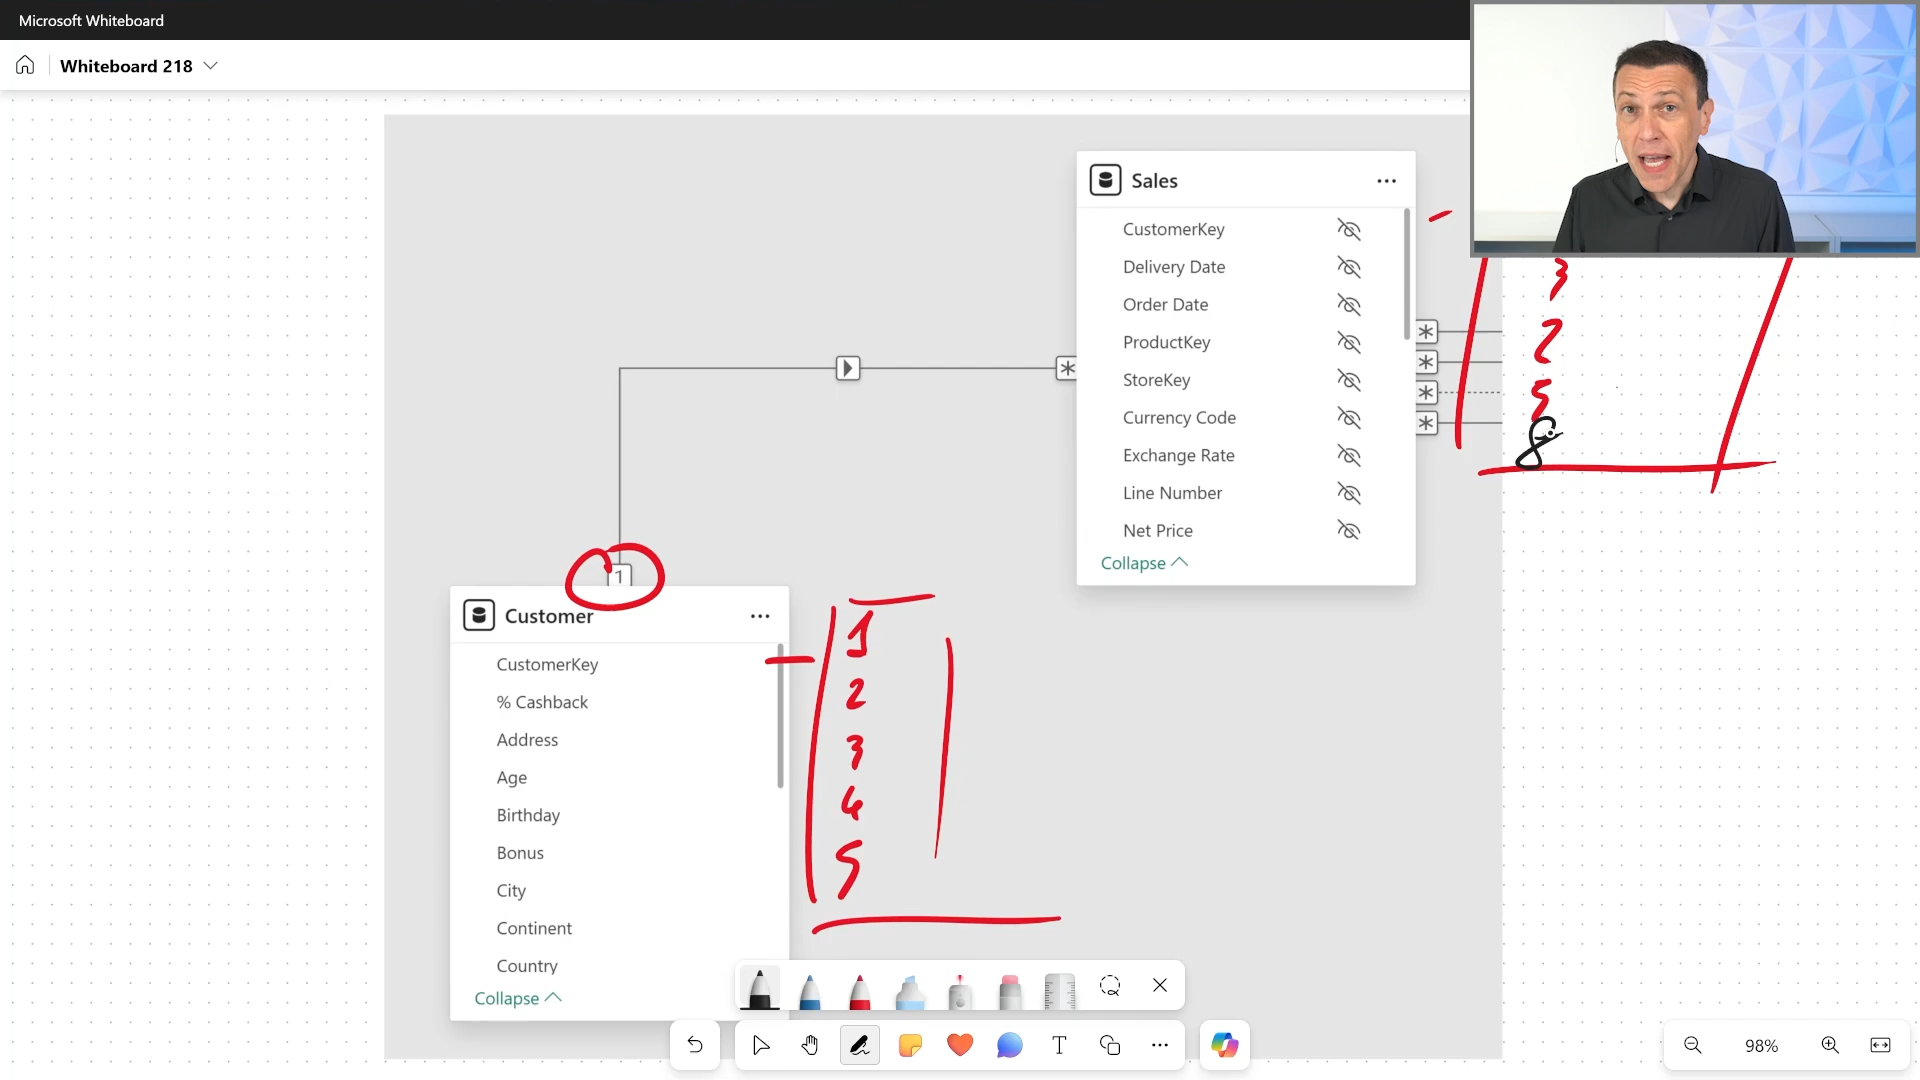 Microsoft Whiteboard
Whiteboard 218
Sales
CustomerKey
Delivery Date
Order Date
ProductKey
StoreKey
Currency Code
Exchange Rate
Line Number
Net Price
Collapse
3
2
5
8
1
Customer
CustomerKey
% Cashback
Address
Age
Birthday
Bonus
City
Continent
Country
Collapse
1
2
3
4
5
T
98%